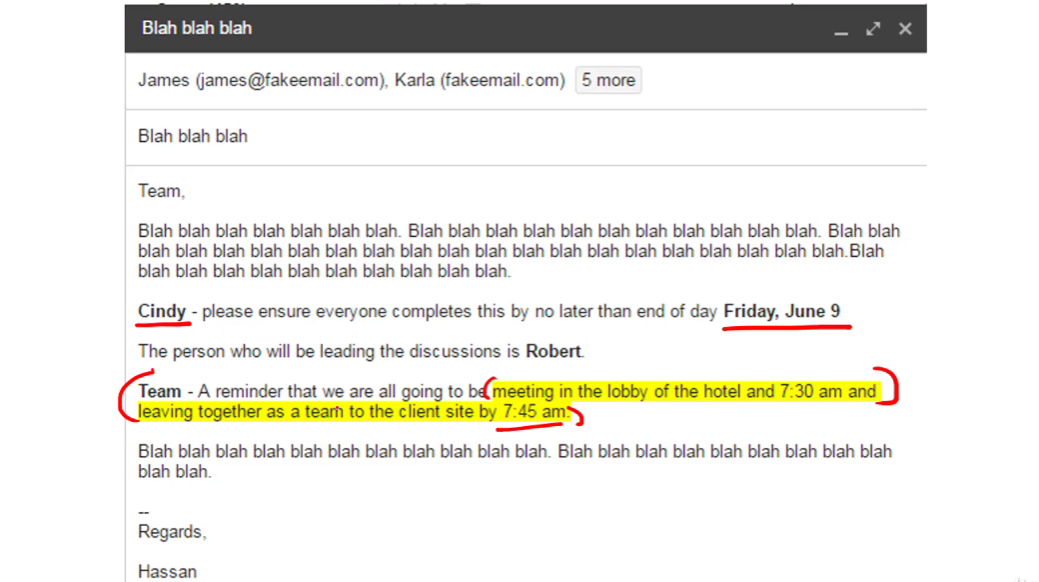 Blah blah blah
James (james@fakeemail.com), Karla (fakeemail.com) 5 more
Blah blah blah
Team,
Blah blah blah blah blah blah blah. Blah blah blah blah blah blah blah blah blah blah blah. Blah blah
blah blah blah blah blah blah blah blah blah blah blah blah blah blah blah blah blah blah blah.Blah
blah blah blah blah blah blah blah blah blah blah.
Cindy - please ensure everyone completes this by no later than end of day Friday, June 9
The person who will be leading the discussions is Robert.
Team - A reminder that we are all going to be meeting in the lobby of the hotel and 7:30 am and
leaving together as a team to the client site by 7:45 am.
Blah blah blah blah blah blah blah blah blah blah blah. Blah blah blah blah blah blah blah blah blah
blah blah.
--
Regards,
Hassan